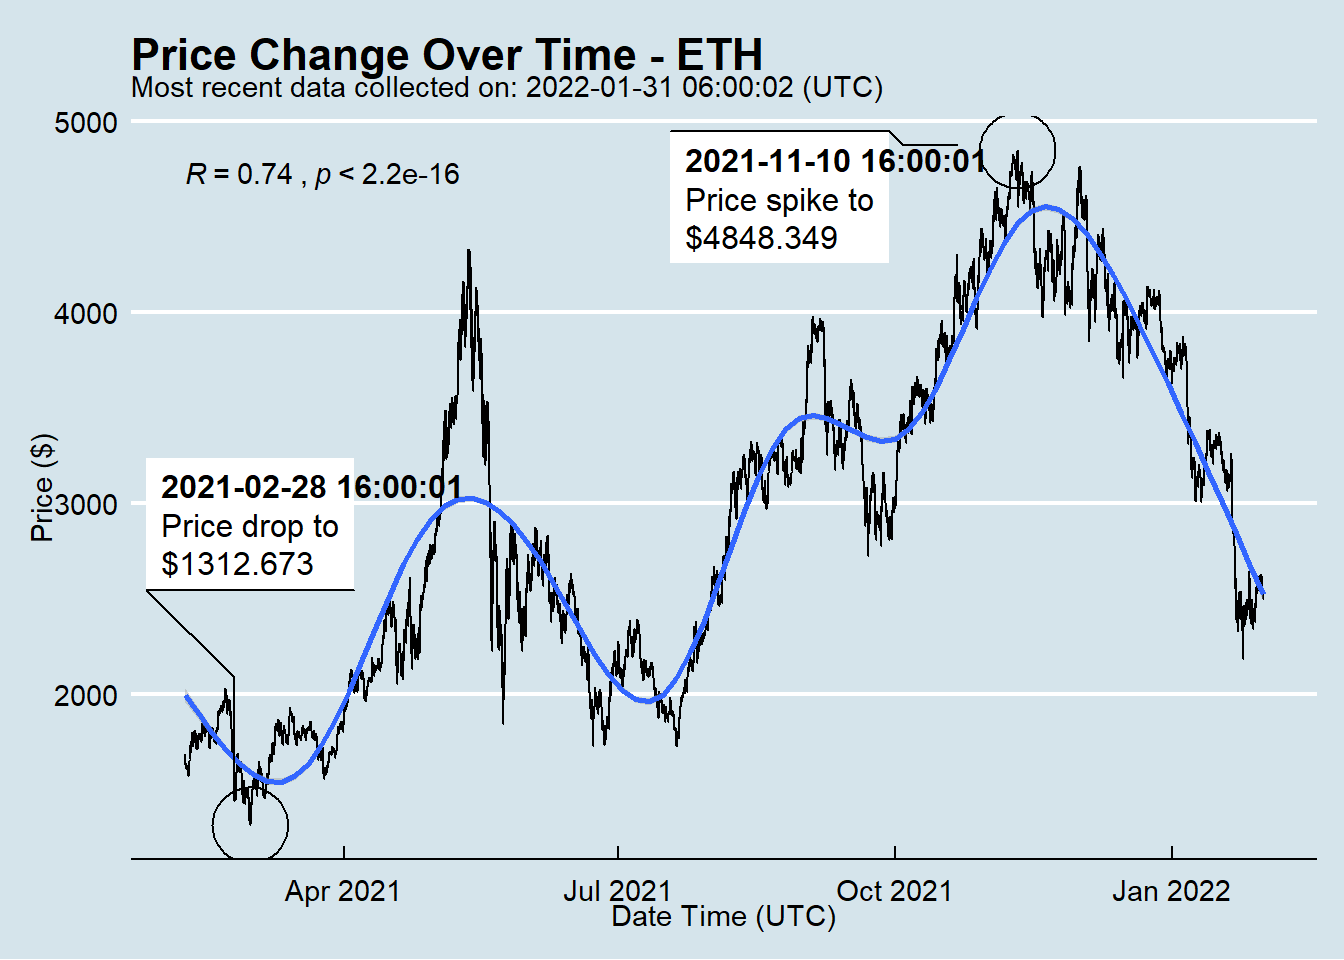 Price Change Over Time - ETH
Most recent data collected on: 2022-01-31 06:00:02 (UTC)
5000
4000
3000
2000
Price ($)
R = 0.74 , p < 2.2e-16
2021-11-10 16:00:01
Price spike to
$4848.349
2021-02-28 16:00:01
Price drop to
$1312.673
Apr 2021
Jul 2021
Oct 2021
Jan 2022
Date Time (UTC)